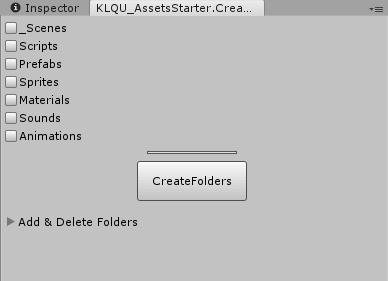 Inspector KLQU_AssetsStarter.Crea...
_Scenes
Scripts
Prefabs
Sprites
Materials
Sounds
Animations
CreateFolders
Add & Delete Folders